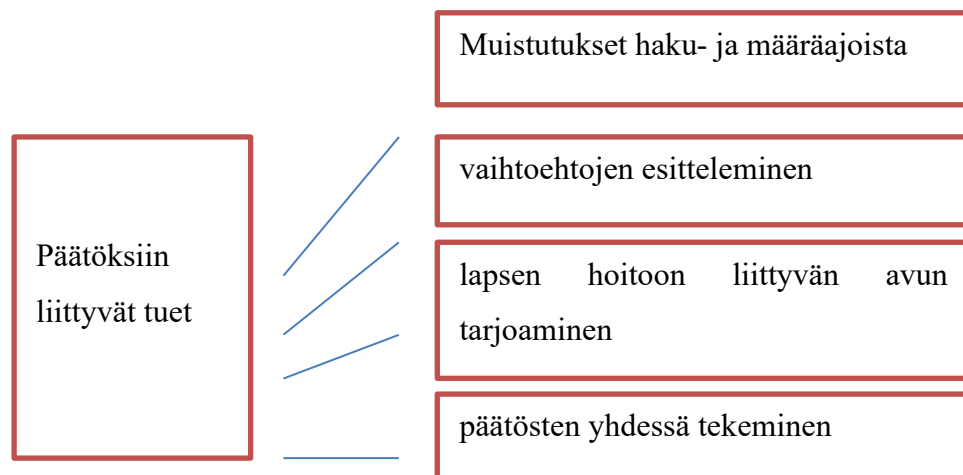 Muistutukset haku- ja määräajoista
vaihtoehtojen esitteleminen
Päätöksiin
liittyvät tuet
lapsen hoitoon liittyvän avun
tarjoaminen
päätösten yhdessä tekeminen